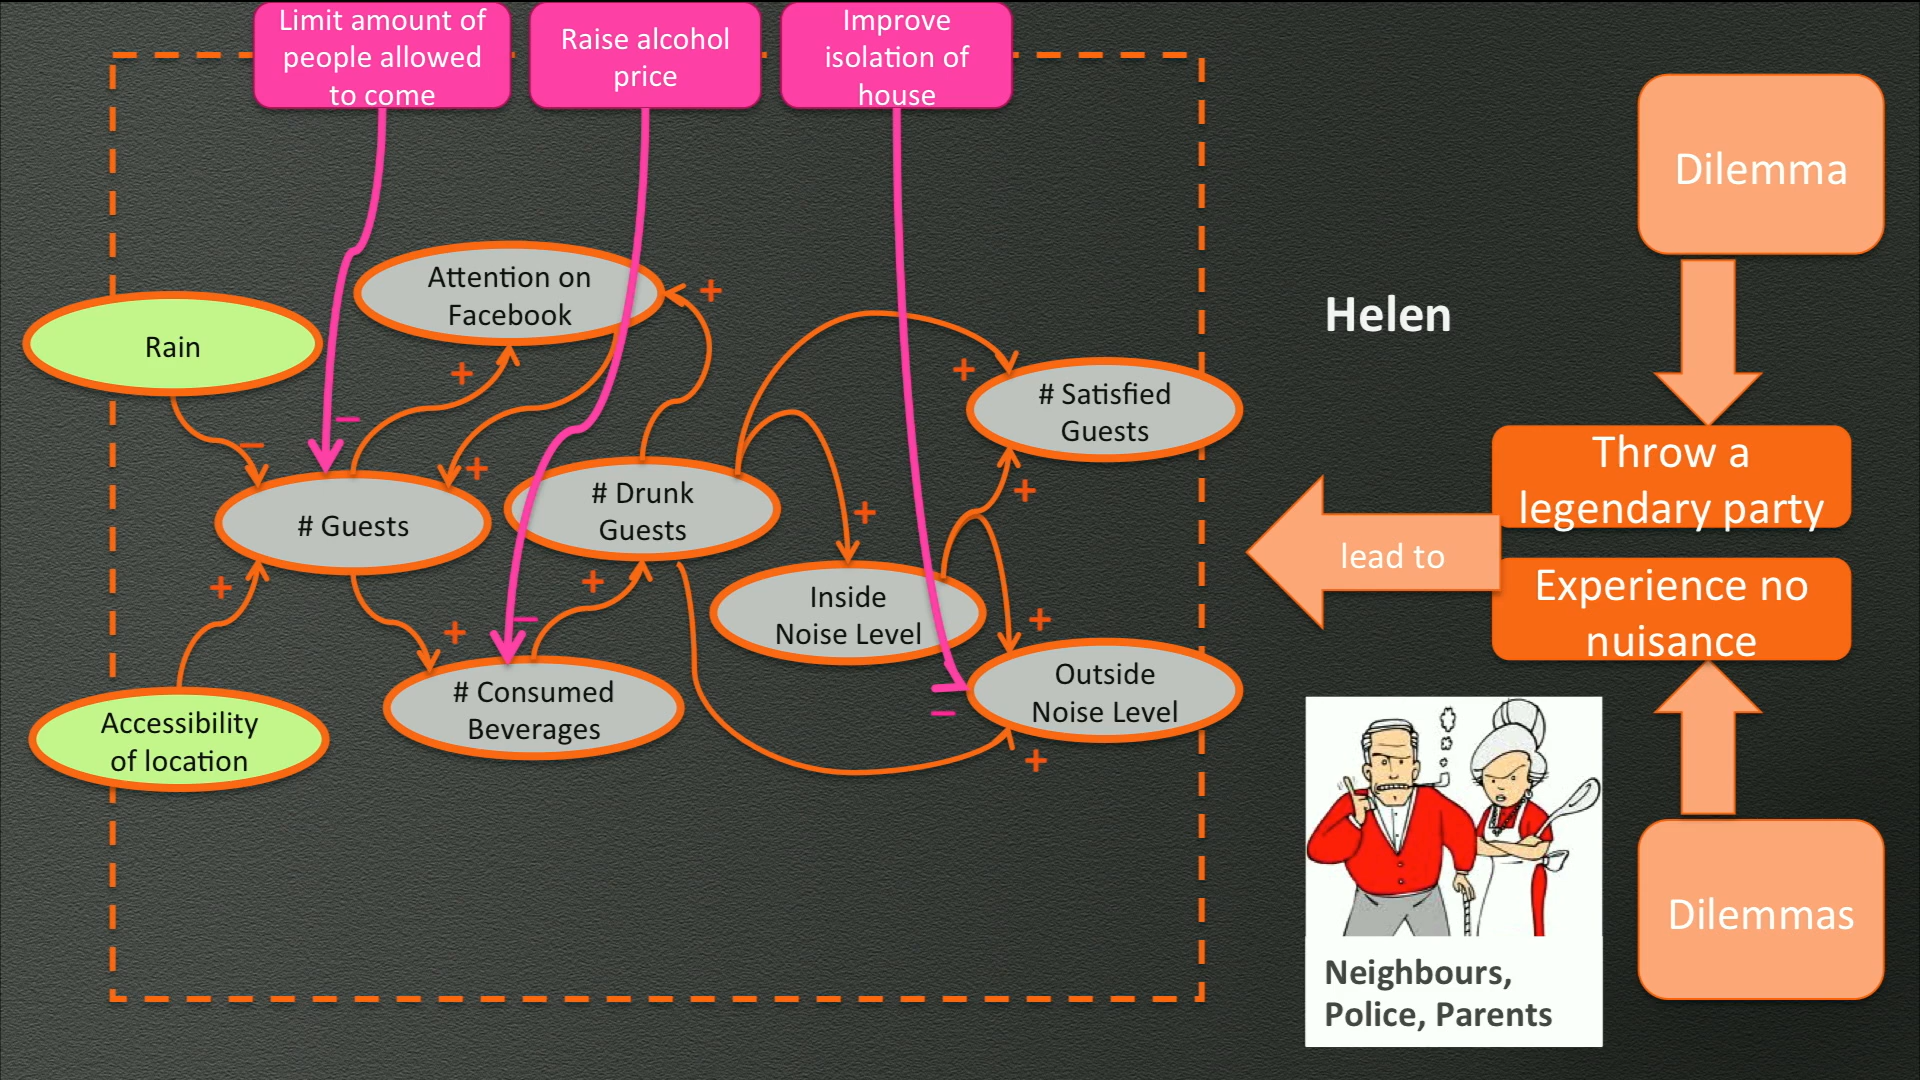 Limit amount of
people allowed
to come
Raise alcohol
price
Improve
isolation of
house
Dilemma
Attention on
Facebook
+
Rain
Helen
+
+
# Satisfied
Guests
–
–
+
# Guests
# Drunk
Guests
+
+
Throw a
legendary party
lead to
Experience no
nuisance
+
+
Inside
Noise Level
+
–
+
# Consumed
Beverages
Outside
Noise Level
–
Accessibility
of location
+
Neighbours,
Police, Parents
Dilemmas